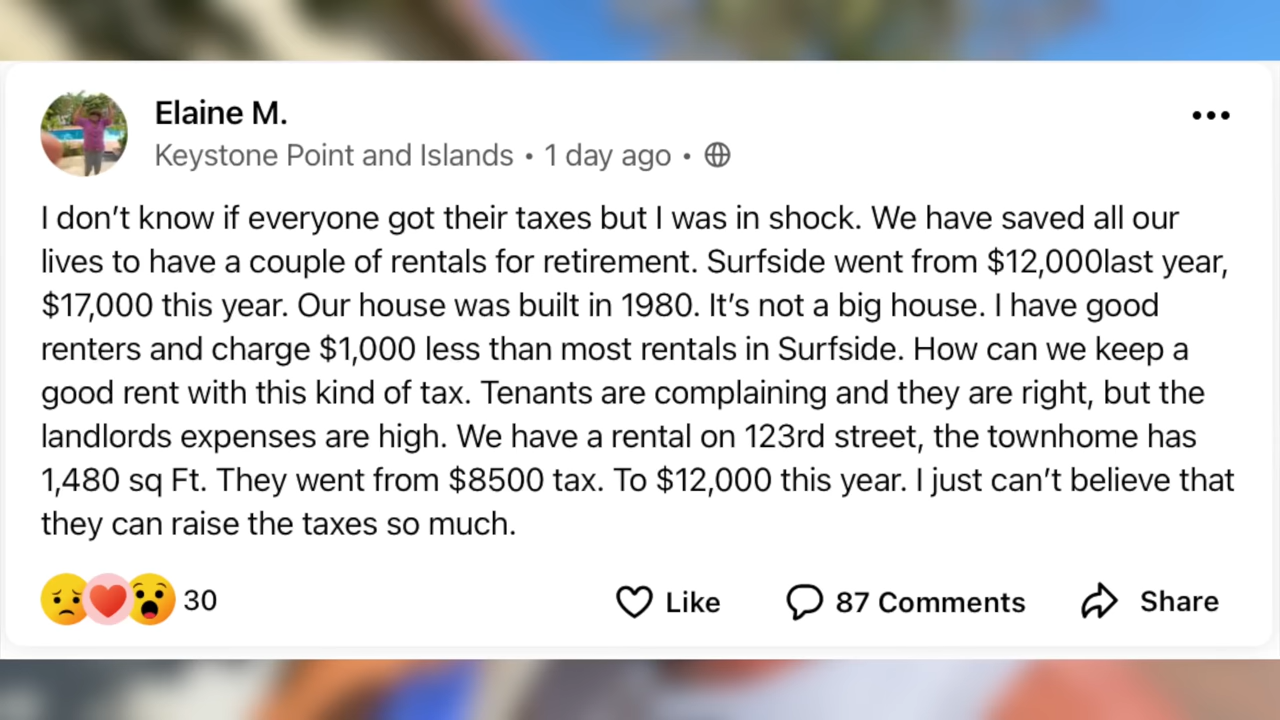 Elaine M.
Keystone Point and Islands • 1 day ago •
I don’t know if everyone got their taxes but I was in shock. We have saved all our
lives to have a couple of rentals for retirement. Surfside went from $12,000last year,
$17,000 this year. Our house was built in 1980. It’s not a big house. I have good
renters and charge $1,000 less than most rentals in Surfside. How can we keep a
good rent with this kind of tax. Tenants are complaining and they are right, but the
landlords expenses are high. We have a rental on 123rd street, the townhome has
1,480 sq Ft. They went from $8500 tax. To $12,000 this year. I just can’t believe that
they can raise the taxes so much.
30 Like 87 Comments Share